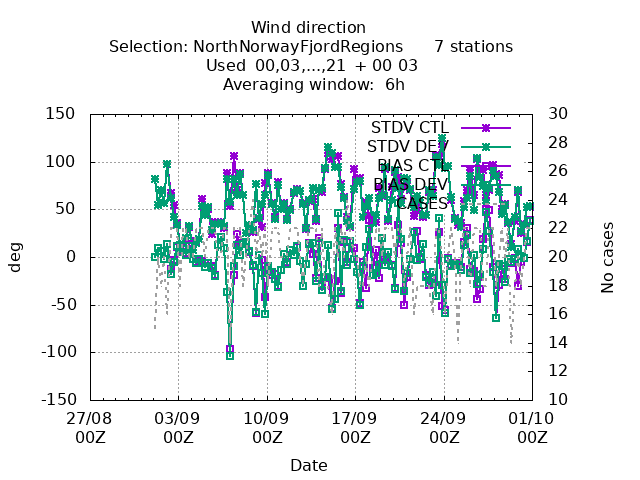 Wind direction
Selection: NorthNorwayFjordRegions 7 stations
Used 00,03,...,21 + 00 03
Averaging window: 6h
150
100
50
0
-50
-100
-150
deg
30
28
26
24
22
20
18
16
14
12
10
No cases
STDV CTL
STDV DEV
BIAS CTL
BIAS DEV
CASES
27/08 03/09 10/09 17/09 24/09 01/10
00Z 00Z 00Z 00Z 00Z 00Z
Date